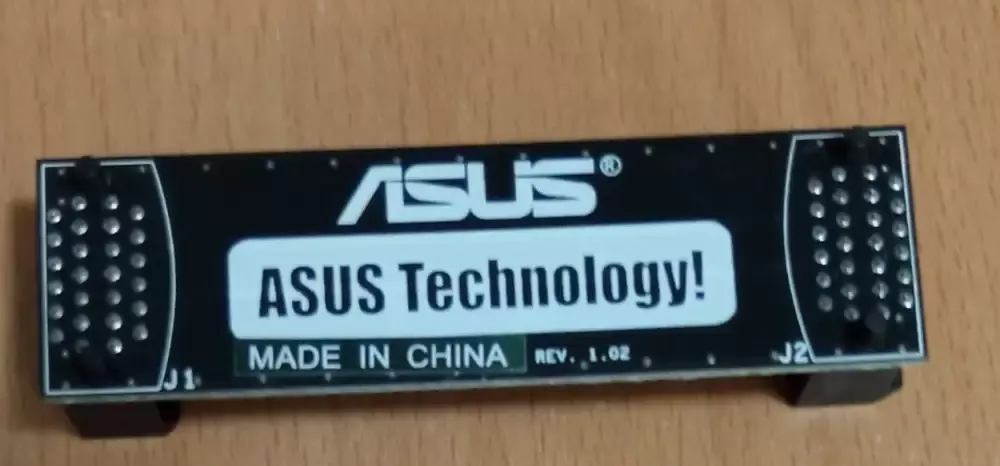 ASUS®
ASUS Technology!
MADE IN CHINA REV. 1.02
J1 J2